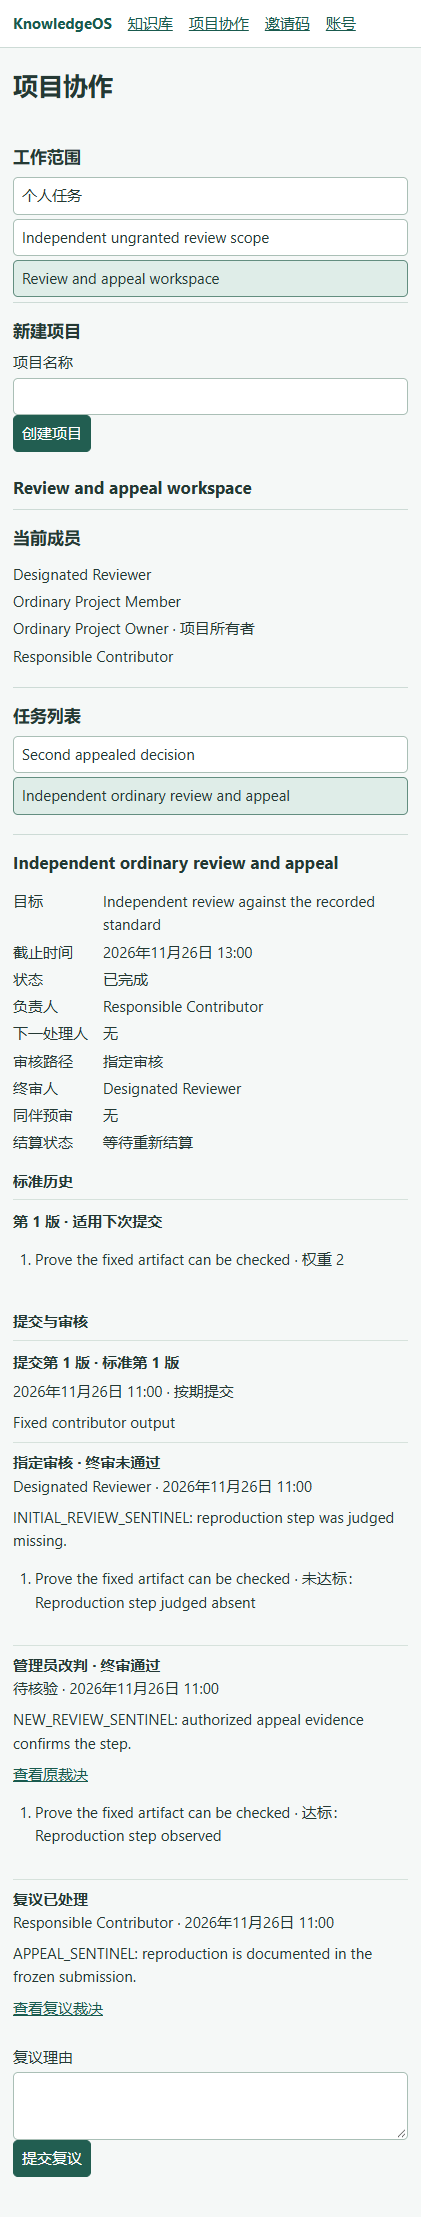 KnowledgeOS 知识库 项目协作 邀请码 账号
项目协作
工作范围
个人任务
Independent ungranted review scope
Review and appeal workspace
新建项目
项目名称
创建项目
Review and appeal workspace
当前成员
Designated Reviewer
Ordinary Project Member
Ordinary Project Owner · 项目所有者
Responsible Contributor
任务列表
Second appealed decision
Independent ordinary review and appeal
Independent ordinary review and appeal
目标 Independent review against the recorded
standard
截止时间 2026年11月26日 13:00
状态 已完成
负责人 Responsible Contributor
下一处理人 无
审核路径 指定审核
终审人 Designated Reviewer
同伴预审 无
结算状态 等待重新结算
标准历史
第 1 版 · 适用下次提交
1. Prove the fixed artifact can be checked · 权重 2
提交与审核
提交第 1 版 · 标准第 1 版
2026年11月26日 11:00 · 按期提交
Fixed contributor output
指定审核 · 终审未通过
Designated Reviewer · 2026年11月26日 11:00
INITIAL_REVIEW_SENTINEL: reproduction step was judged
missing.
1. Prove the fixed artifact can be checked · 未达标：
Reproduction step judged absent
管理员改判 · 终审通过
待核验 · 2026年11月26日 11:00
NEW_REVIEW_SENTINEL: authorized appeal evidence
confirms the step.
查看原裁决
1. Prove the fixed artifact can be checked · 达标：
Reproduction step observed
复议已处理
Responsible Contributor · 2026年11月26日 11:00
APPEAL_SENTINEL: reproduction is documented in the
frozen submission.
查看复议裁决
复议理由
提交复议